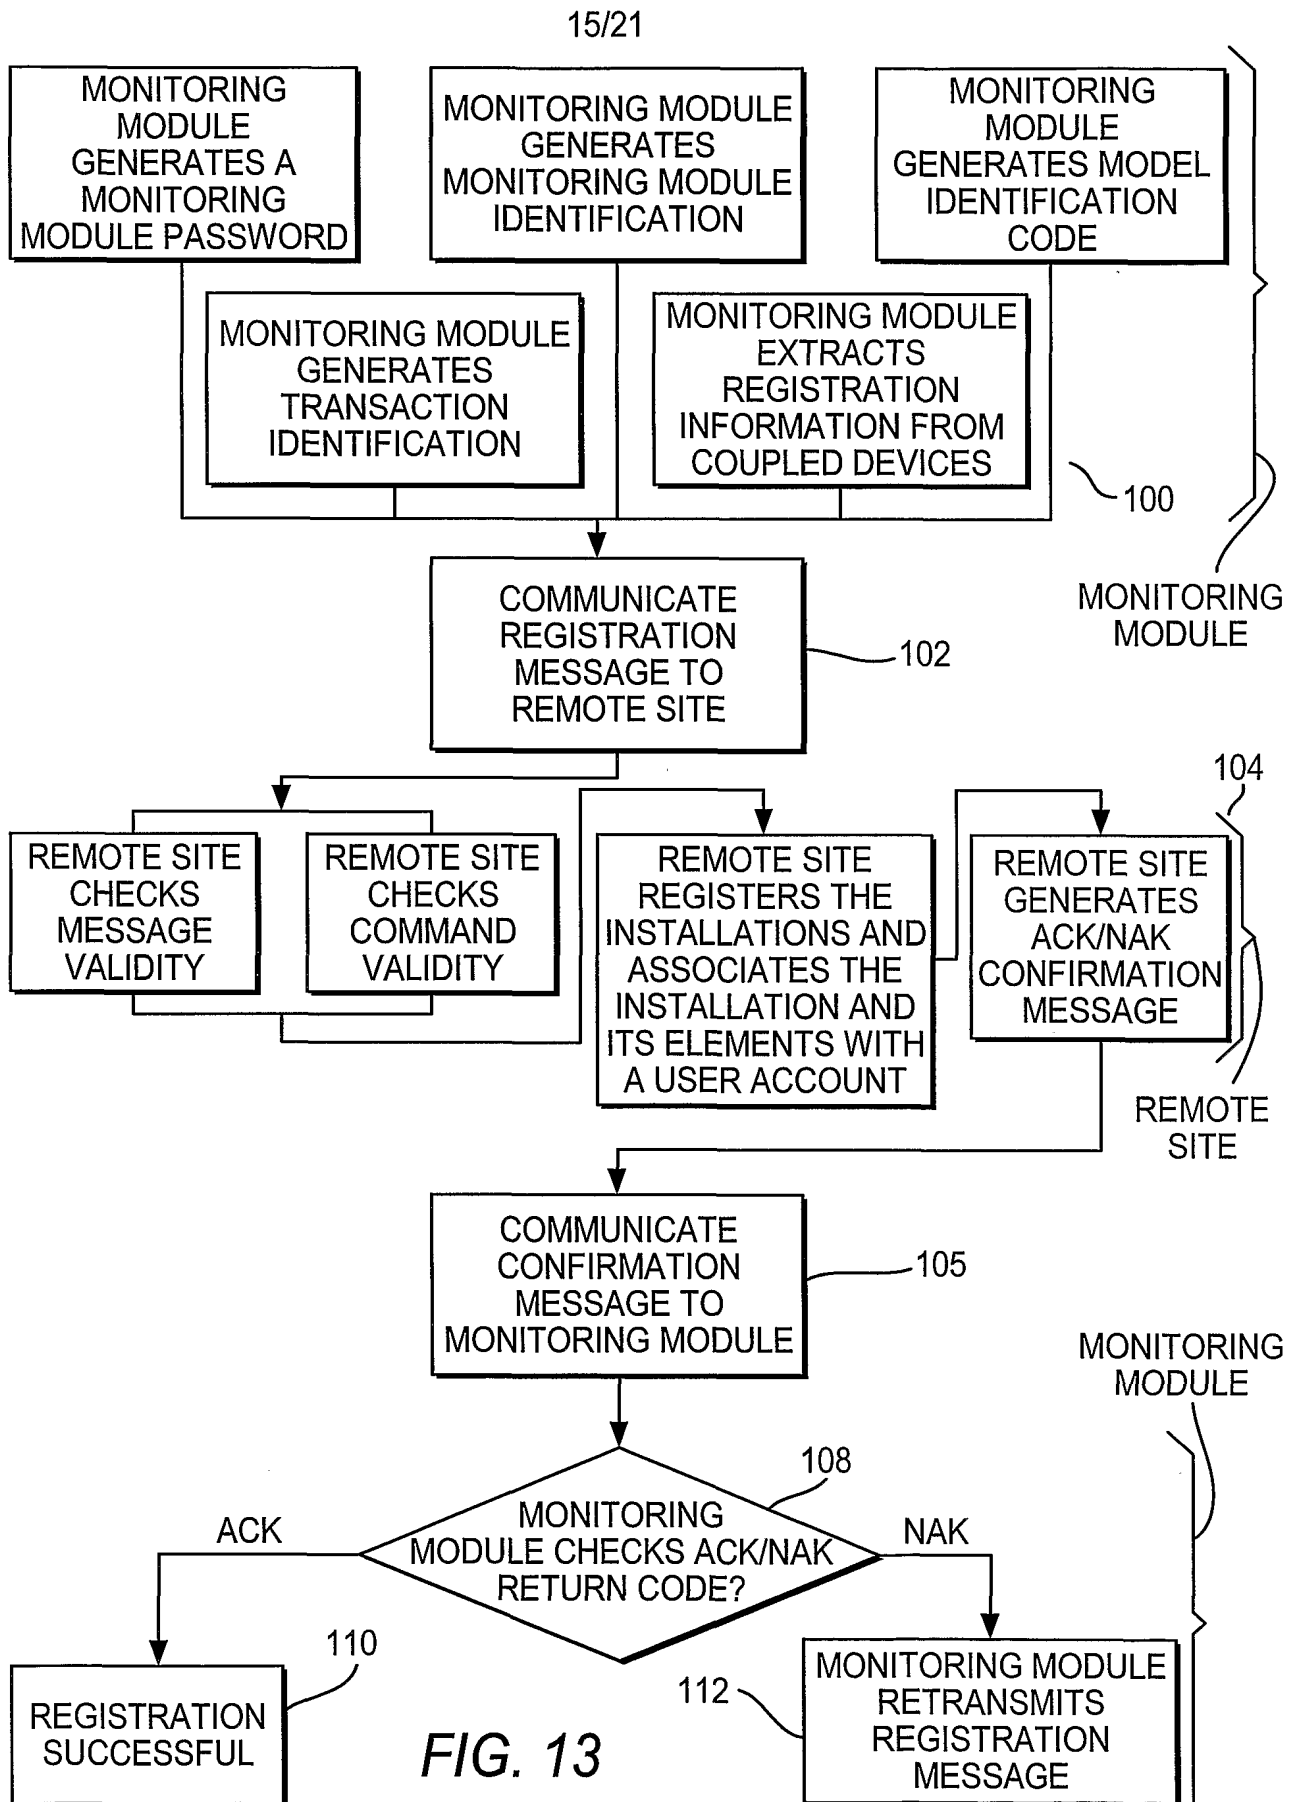 15/21
MONITORING
MODULE
GENERATES A
MONITORING
MODULE PASSWORD
MONITORING MODULE
GENERATES
MONITORING MODULE
IDENTIFICATION
MONITORING
MODULE
GENERATES MODEL
IDENTIFICATION
CODE
MONITORING MODULE
GENERATES
TRANSACTION
IDENTIFICATION
MONITORING MODULE
EXTRACTS
REGISTRATION
INFORMATION FROM
COUPLED DEVICES
100
MONITORING
MODULE
COMMUNICATE
REGISTRATION
MESSAGE TO
REMOTE SITE
102
104
REMOTE SITE
CHECKS
MESSAGE
VALIDITY
REMOTE SITE
CHECKS
COMMAND
VALIDITY
REMOTE SITE
REGISTERS THE
INSTALLATIONS AND
ASSOCIATES THE
INSTALLATION AND
ITS ELEMENTS WITH
A USER ACCOUNT
REMOTE SITE
GENERATES
ACK/NAK
CONFIRMATION
MESSAGE
REMOTE
SITE
COMMUNICATE
CONFIRMATION
MESSAGE TO
MONITORING MODULE
105
MONITORING
MODULE
108
MONITORING
MODULE CHECKS ACK/NAK
RETURN CODE?
ACK
NAK
110
REGISTRATION
SUCCESSFUL
112
MONITORING MODULE
RETRANSMITS
REGISTRATION
MESSAGE
FIG. 13